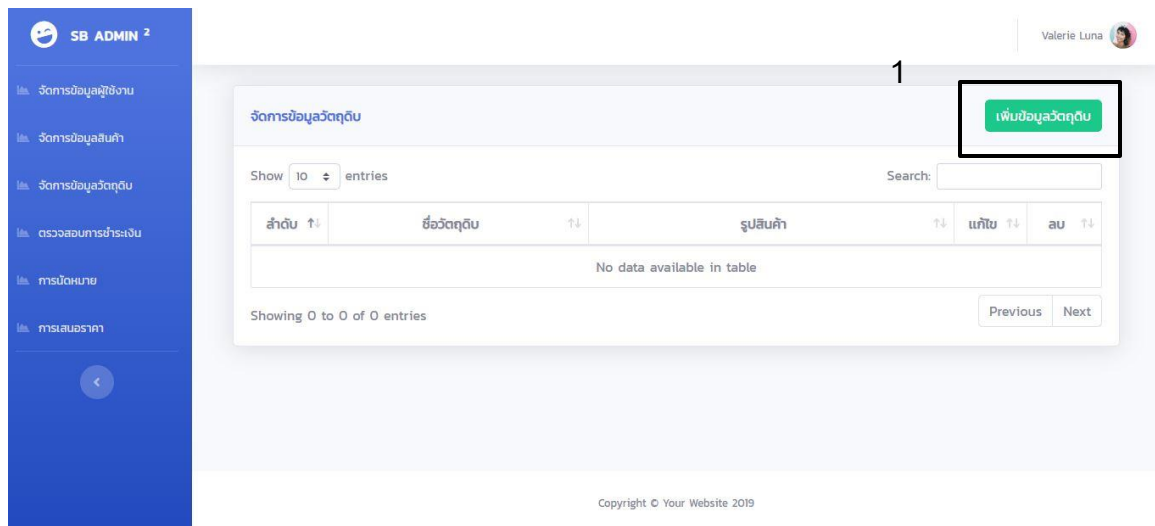 SB ADMIN 2
Valerie Luna
1
จัดการข้อมูลผู้ใช้งาน
จัดการข้อมูลสินค้า
จัดการข้อมูลวัตถุดิบ
ตรวจสอบการชำระเงิน
การนัดหมาย
การเสนอราคา
จัดการข้อมูลวัตถุดิบ
เพิ่มข้อมูลวัตถุดิบ
Show 10 entries
Search:
ลำดับ ชื่อวัตถุดิบ รูปสินค้า แก้ไข ลบ
No data available in table
Showing 0 to 0 of 0 entries
Previous Next
Copyright © Your Website 2019